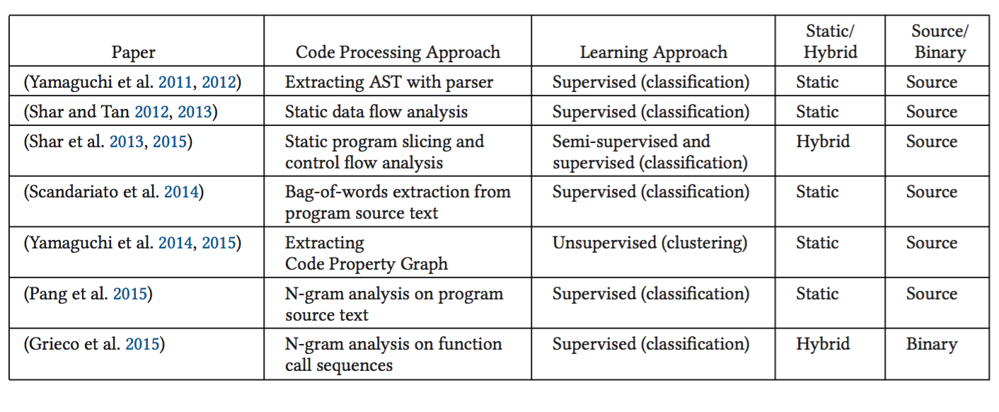 Paper
Code Processing Approach
Learning Approach
Static/
Hybrid
Source/
Binary
(Yamaguchi et al. 2011, 2012)
Extracting AST with parser
Supervised (classification)
Static
Source
(Shar and Tan 2012, 2013)
Static data flow analysis
Supervised (classification)
Static
Source
(Shar et al. 2013, 2015)
Static program slicing and
control flow analysis
Semi-supervised and
supervised (classification)
Hybrid
Source
(Scandariato et al. 2014)
Bag-of-words extraction from
program source text
Supervised (classification)
Static
Source
(Yamaguchi et al. 2014, 2015)
Extracting
Code Property Graph
Unsupervised (clustering)
Static
Source
(Pang et al. 2015)
N-gram analysis on program
source text
Supervised (classification)
Static
Source
(Grieco et al. 2015)
N-gram analysis on function
call sequences
Supervised (classification)
Hybrid
Binary